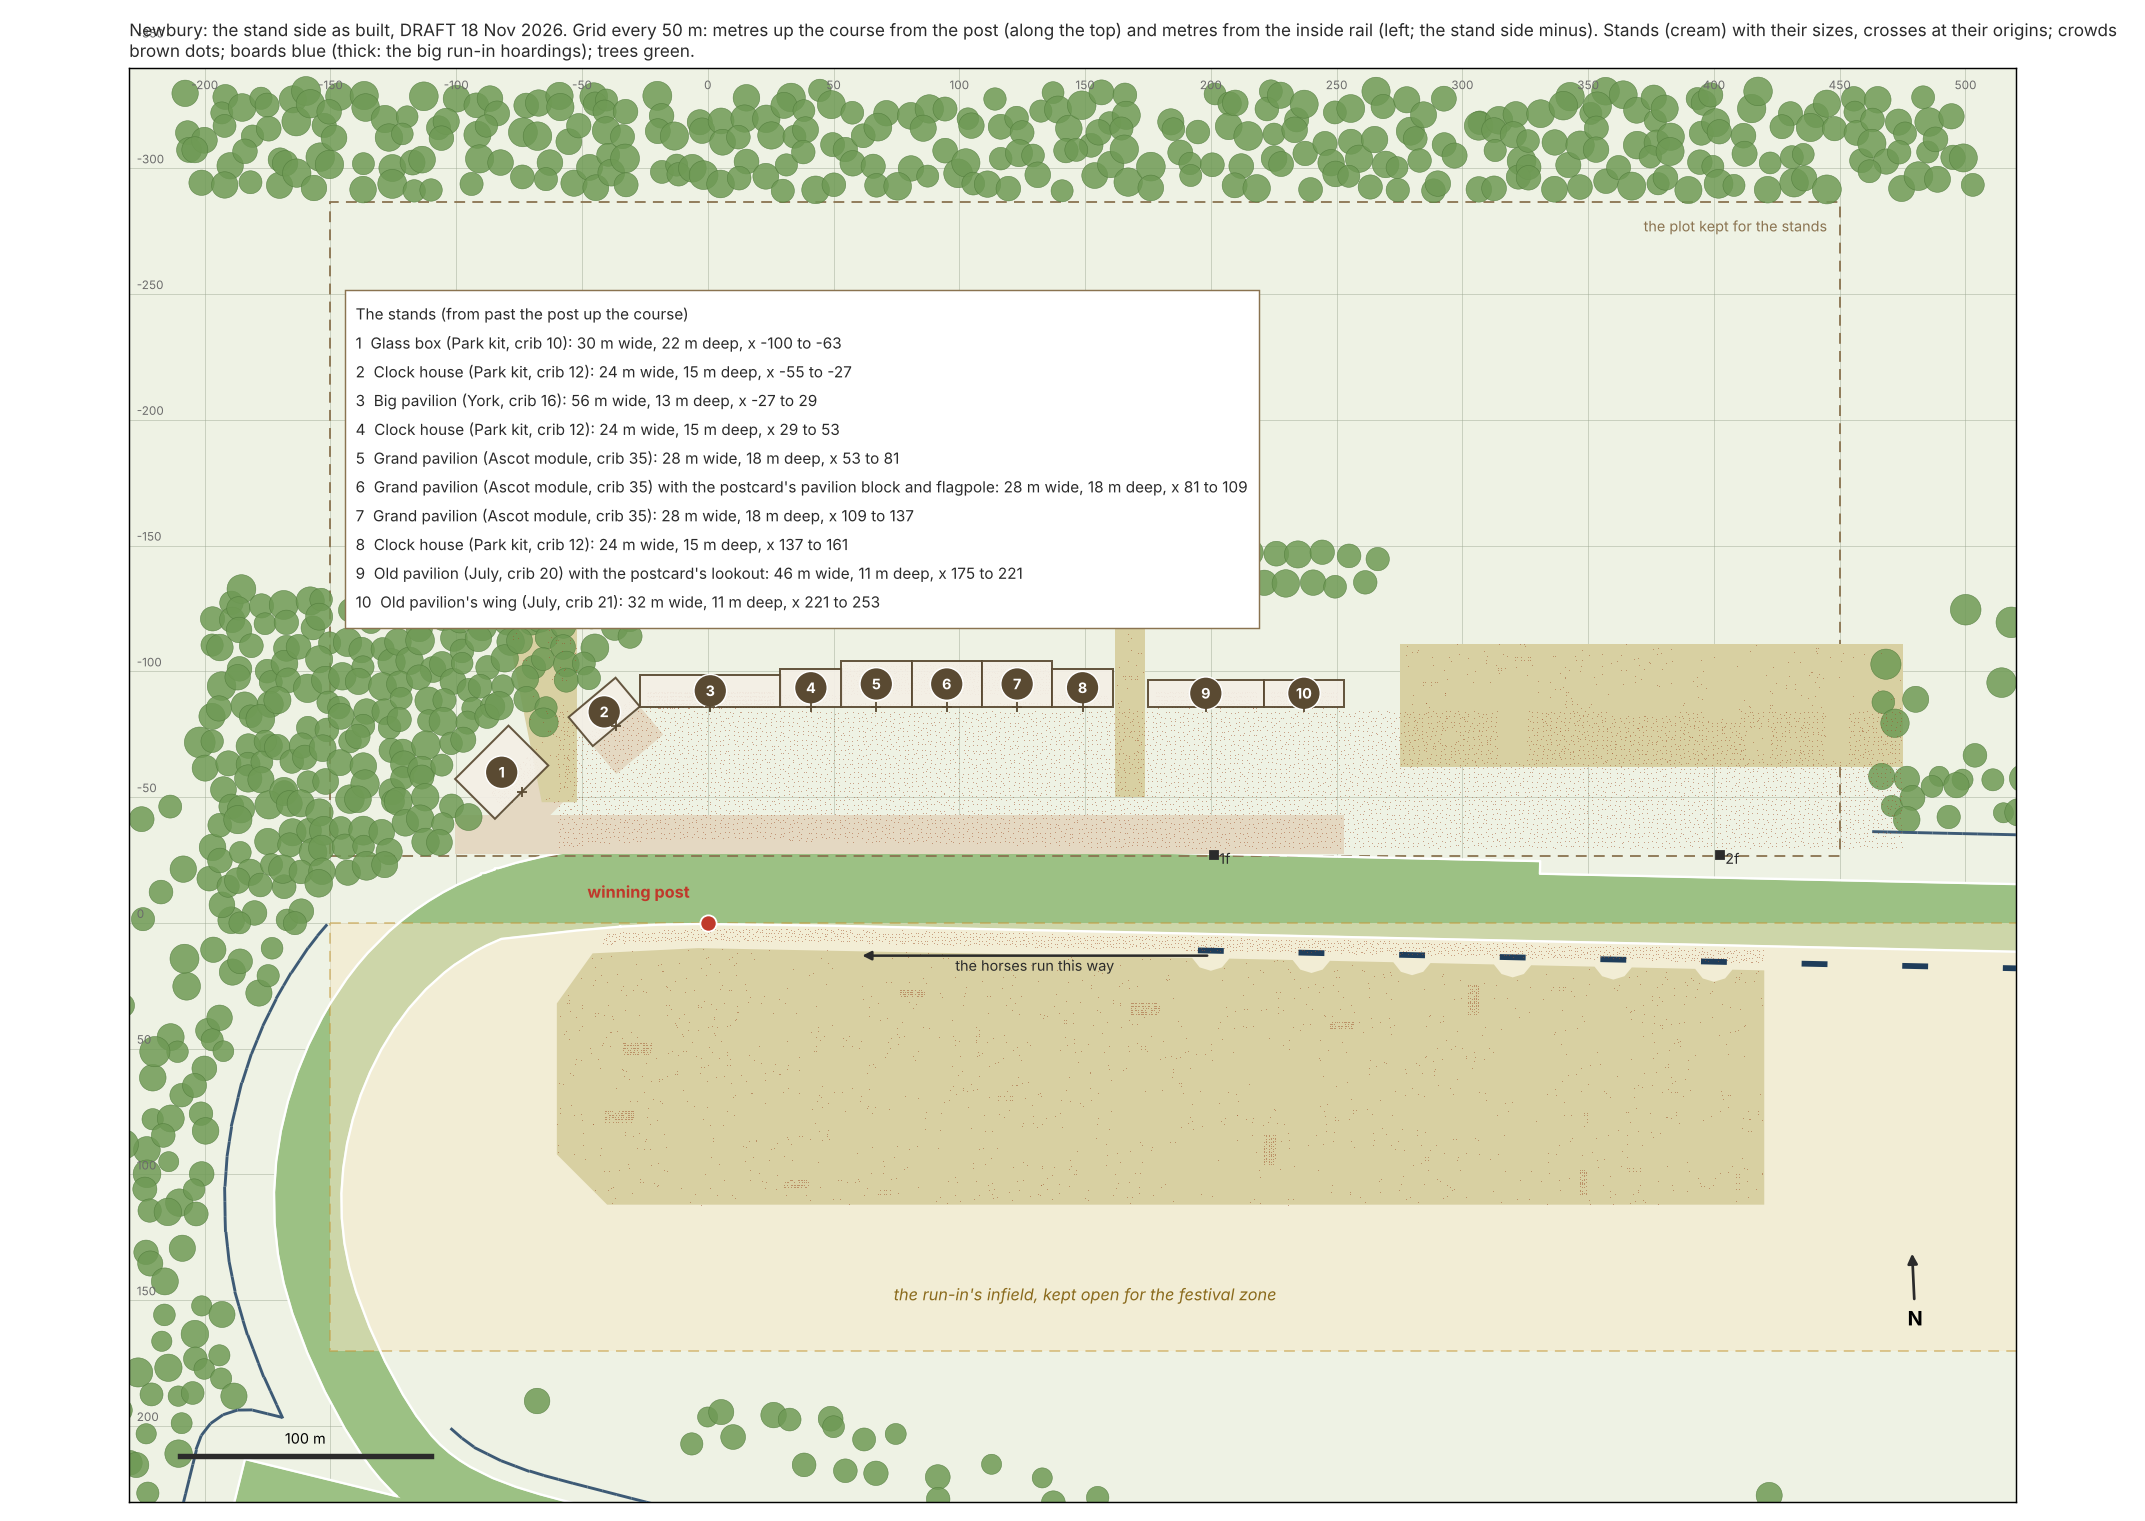 Newbury: the stand side as built, DRAFT 18 Nov 2026. Grid every 50 m: metres up the course from the post (along the top) and metres from the inside rail (left; the stand side minus). Stands (cream) with their sizes, crosses at their origins; crowds
brown dots; boards blue (thick: the big run-in hoardings); trees green.
-200 -150 -100 -50 0 50 100 150 200 250 300 350 400 450 500
-300
the plot kept for the stands
-250
The stands (from past the post up the course)
1 Glass box (Park kit, crib 10): 30 m wide, 22 m deep, x -100 to -63
2 Clock house (Park kit, crib 12): 24 m wide, 15 m deep, x -55 to -27
3 Big pavilion (York, crib 16): 56 m wide, 13 m deep, x -27 to 29
-200
4 Clock house (Park kit, crib 12): 24 m wide, 15 m deep, x 29 to 53
5 Grand pavilion (Ascot module, crib 35): 28 m wide, 18 m deep, x 53 to 81
6 Grand pavilion (Ascot module, crib 35) with the postcard's pavilion block and flagpole: 28 m wide, 18 m deep, x 81 to 109
7 Grand pavilion (Ascot module, crib 35): 28 m wide, 18 m deep, x 109 to 137
-150
8 Clock house (Park kit, crib 12): 24 m wide, 15 m deep, x 137 to 161
9 Old pavilion (July, crib 20) with the postcard's lookout: 46 m wide, 11 m deep, x 175 to 221
10 Old pavilion's wing (July, crib 21): 32 m wide, 11 m deep, x 221 to 253
-100
3 4 5 6 7 8 9 10
2
1
-50
1f 2f
winning post
0
the horses run this way
50
100
150
the run-in's infield, kept open for the festival zone
N
200
100 m